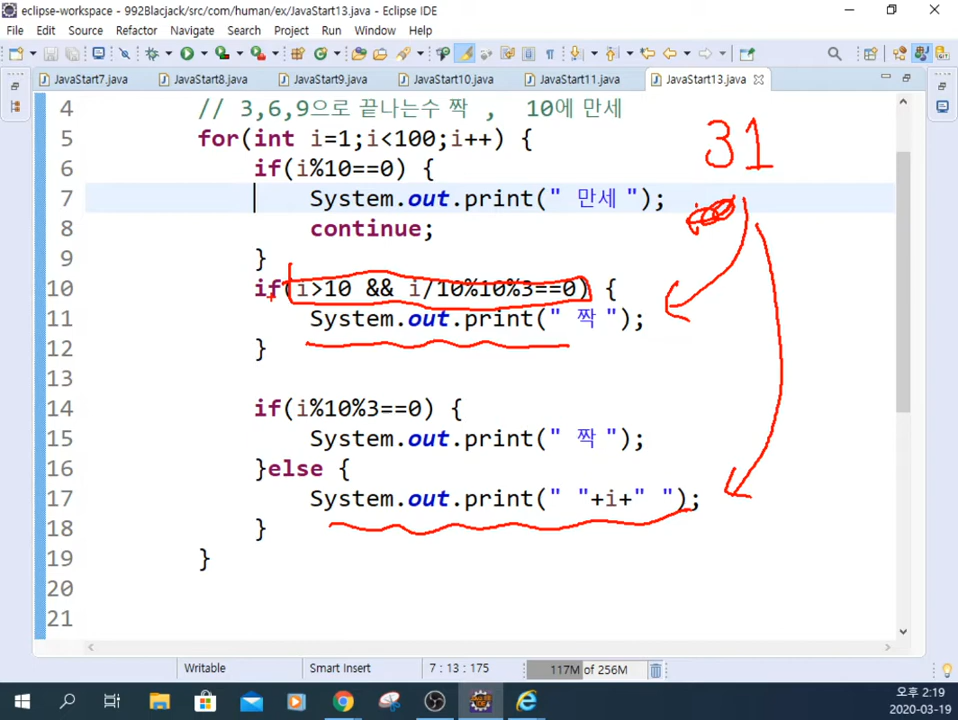 eclipse-workspace - 992Blacjack/src/com/human/ex/JavaStart13.java - Eclipse IDE
File Edit Source Refactor Navigate Search Project Run Window Help
JavaStart7.java JavaStart8.java JavaStart9.java JavaStart10.java JavaStart11.java JavaStart13.java
4 // 3,6,9으로 끝나는수 짝 , 10에 만세
5 for(int i=1;i<100;i++) {
31
6 if(i%10==0) {
7 System.out.print(" 만세 ");
8 continue;
9 }
10 if(i>10 && i/10%10%3==0) {
11 System.out.print(" 짝 ");
12 }
13
14 if(i%10%3==0) {
15 System.out.print(" 짝 ");
16 }else {
17 System.out.print(" "+i+" ");
18 }
19 }
20
21
Writable Smart Insert 7 : 13 : 175 117M of 256M
오후 2:19
2020-03-19